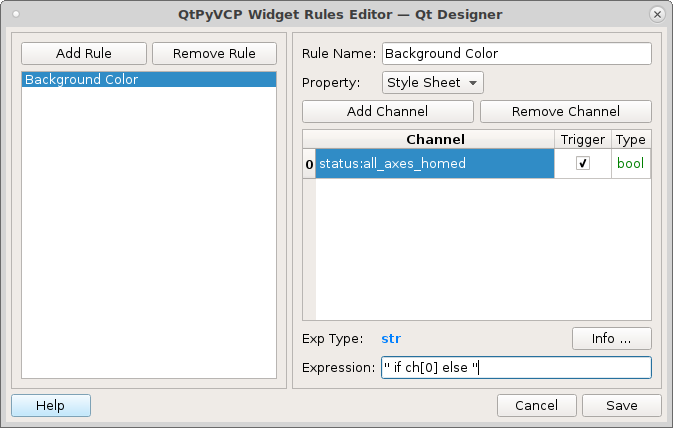 QtPyVCP Widget Rules Editor — Qt Designer
Add Rule
Remove Rule
Background Color
Rule Name:
Background Color
Property:
Style Sheet
Add Channel
Remove Channel
Channel
Trigger
Type
0
status:all_axes_homed
bool
Exp Type:
str
Info ...
Expression:
'' if ch[0] else ''
Help
Cancel
Save